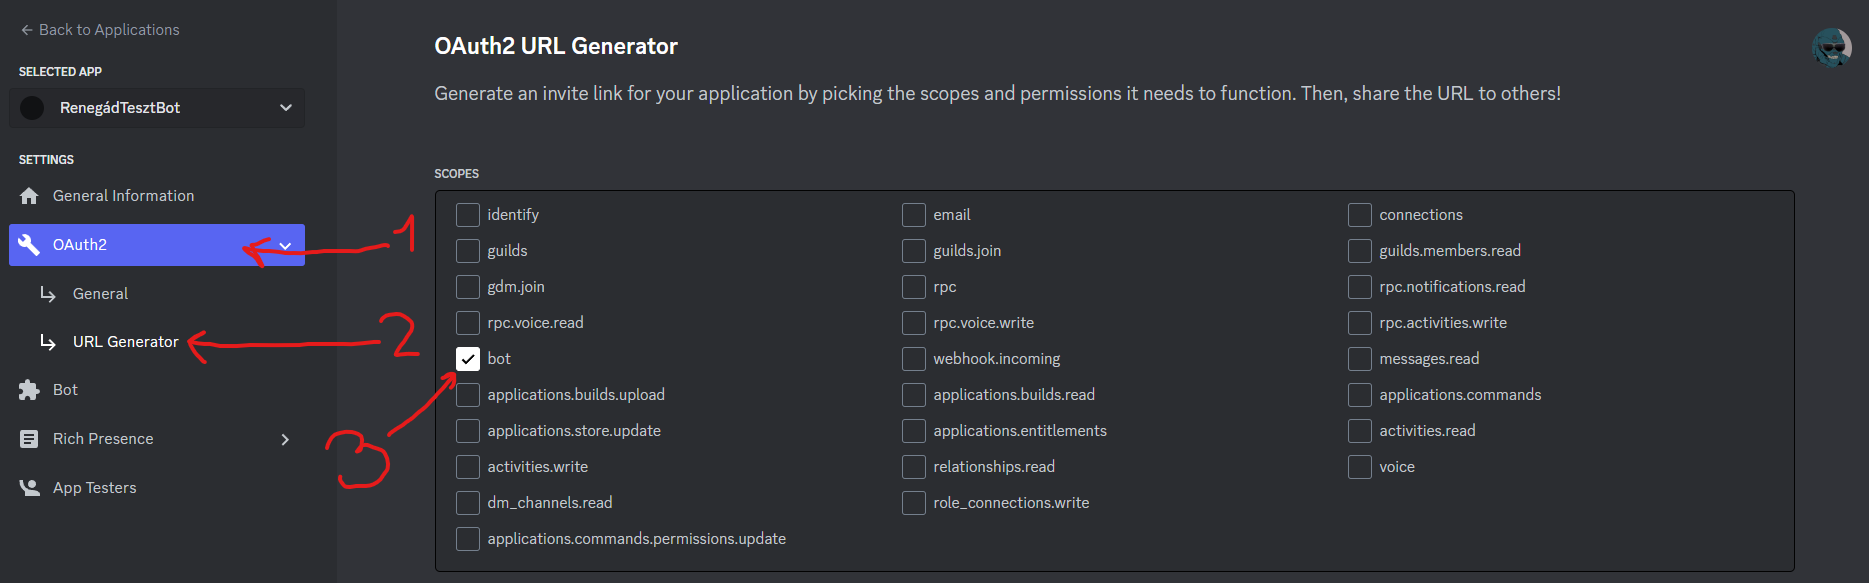 Back to Applications
SELECTED APP
RenegádTesztBot
SETTINGS
General Information
OAuth2
General
URL Generator
Bot
Rich Presence
App Testers
1
2
3
OAuth2 URL Generator
Generate an invite link for your application by picking the scopes and permissions it needs to function. Then, share the URL to others!
SCOPES
identify email connections
guilds guilds.join guilds.members.read
gdm.join rpc rpc.notifications.read
rpc.voice.read rpc.voice.write rpc.activities.write
bot webhook.incoming messages.read
applications.builds.upload applications.builds.read applications.commands
applications.store.update applications.entitlements activities.read
activities.write relationships.read voice
dm_channels.read role_connections.write
applications.commands.permissions.update